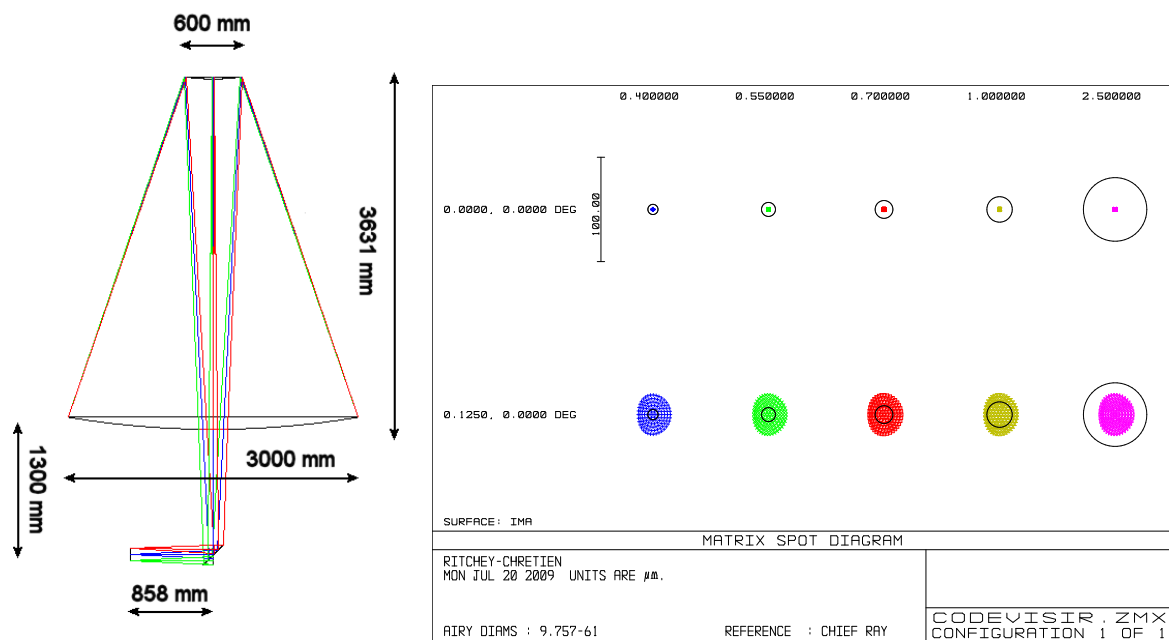 600 mm
3631 mm
1300 mm
3000 mm
858 mm
0.400000 0.550000 0.700000 1.000000 2.500000
0.0000, 0.0000 DEG
100.00
0.1250, 0.0000 DEG
SURFACE: IMA
MATRIX SPOT DIAGRAM
RITCHEY-CHRETIEN
MON JUL 20 2009 UNITS ARE µm.
AIRY DIAMS : 9.757-61 REFERENCE : CHIEF RAY
CODEVISIR.ZMX
CONFIGURATION 1 OF 1